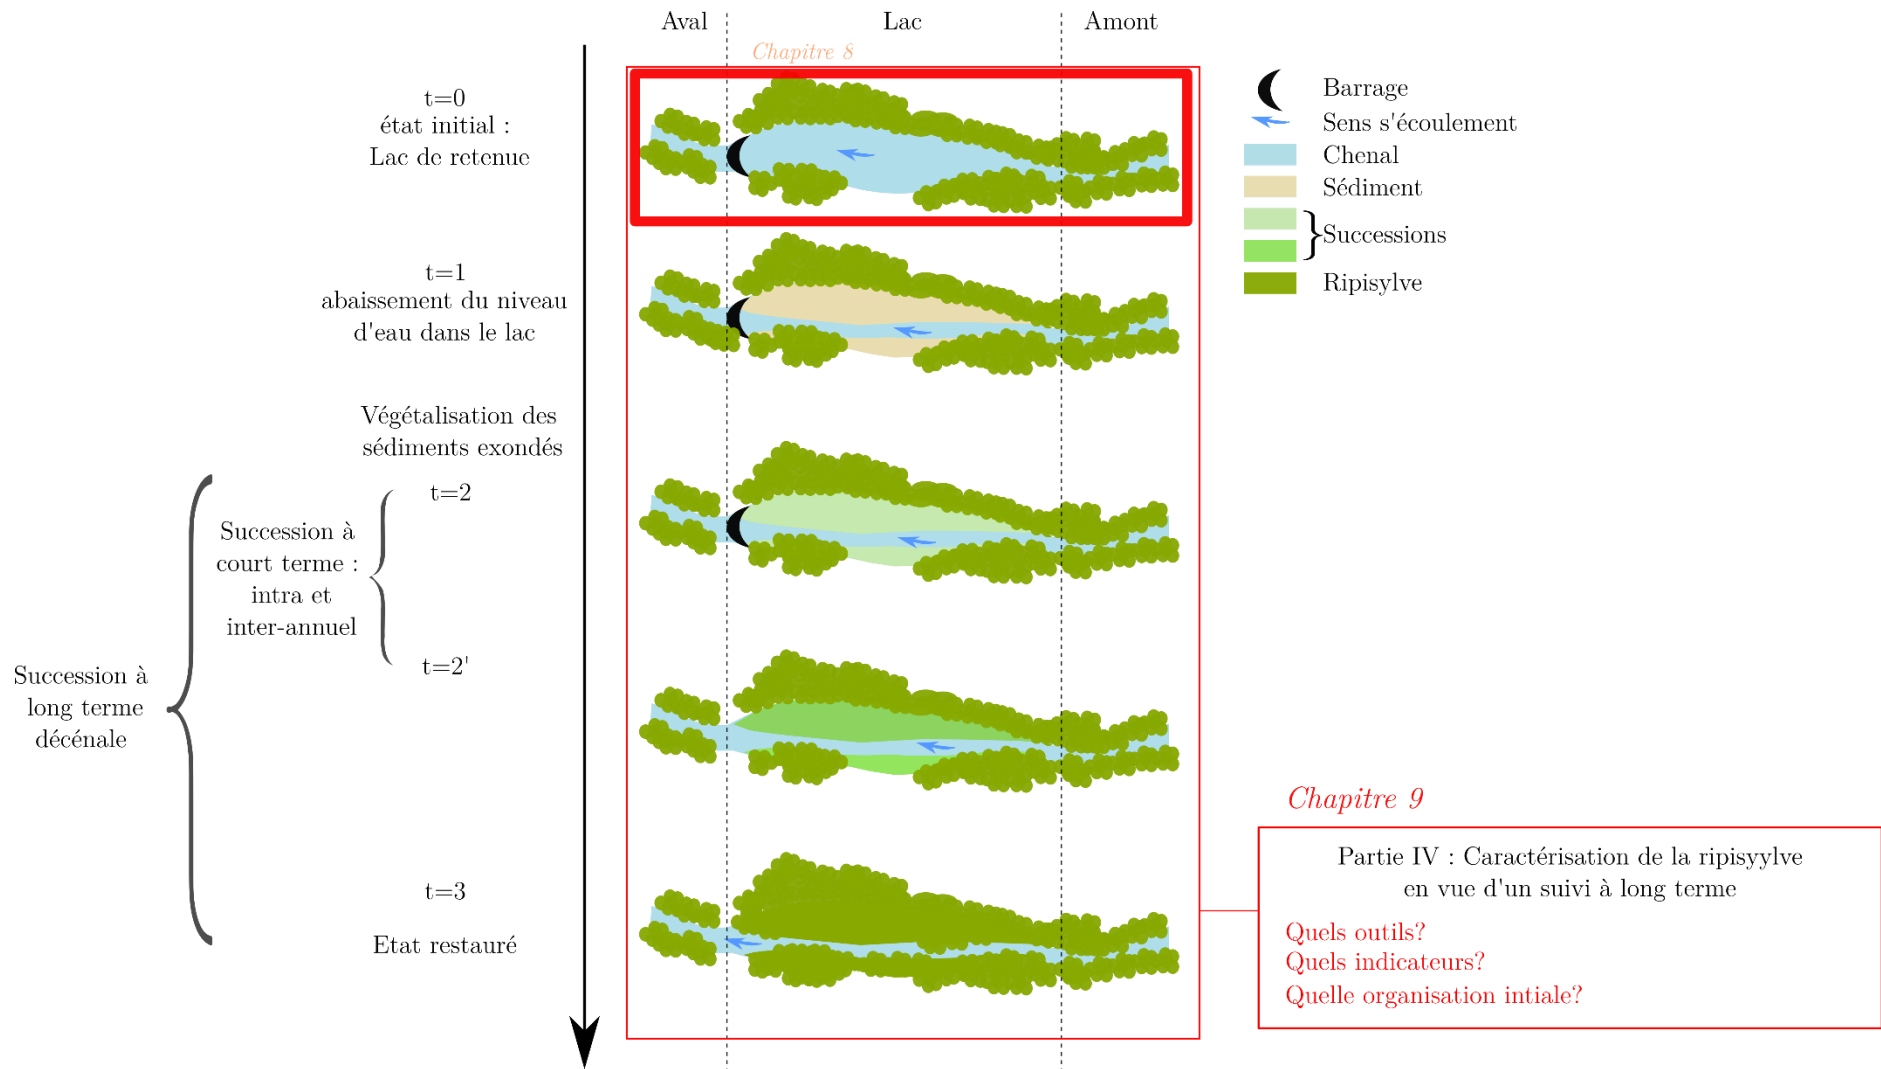 Aval
Lac
Amont
Chapitre 8
t=0
état initial :
Lac de retenue
t=1
abaissement du niveau
d'eau dans le lac
Végétalisation des
sédiments exondés
t=2
Succession à
court terme :
intra et
inter-annuel
t=2'
Succession à
long terme
décénale
t=3
Etat restauré
Barrage
Sens s'écoulement
Chenal
Sédiment
Successions
Ripisylve
Chapitre 9
Partie IV : Caractérisation de la ripisyylve
en vue d'un suivi à long terme
Quels outils?
Quels indicateurs?
Quelle organisation intiale?